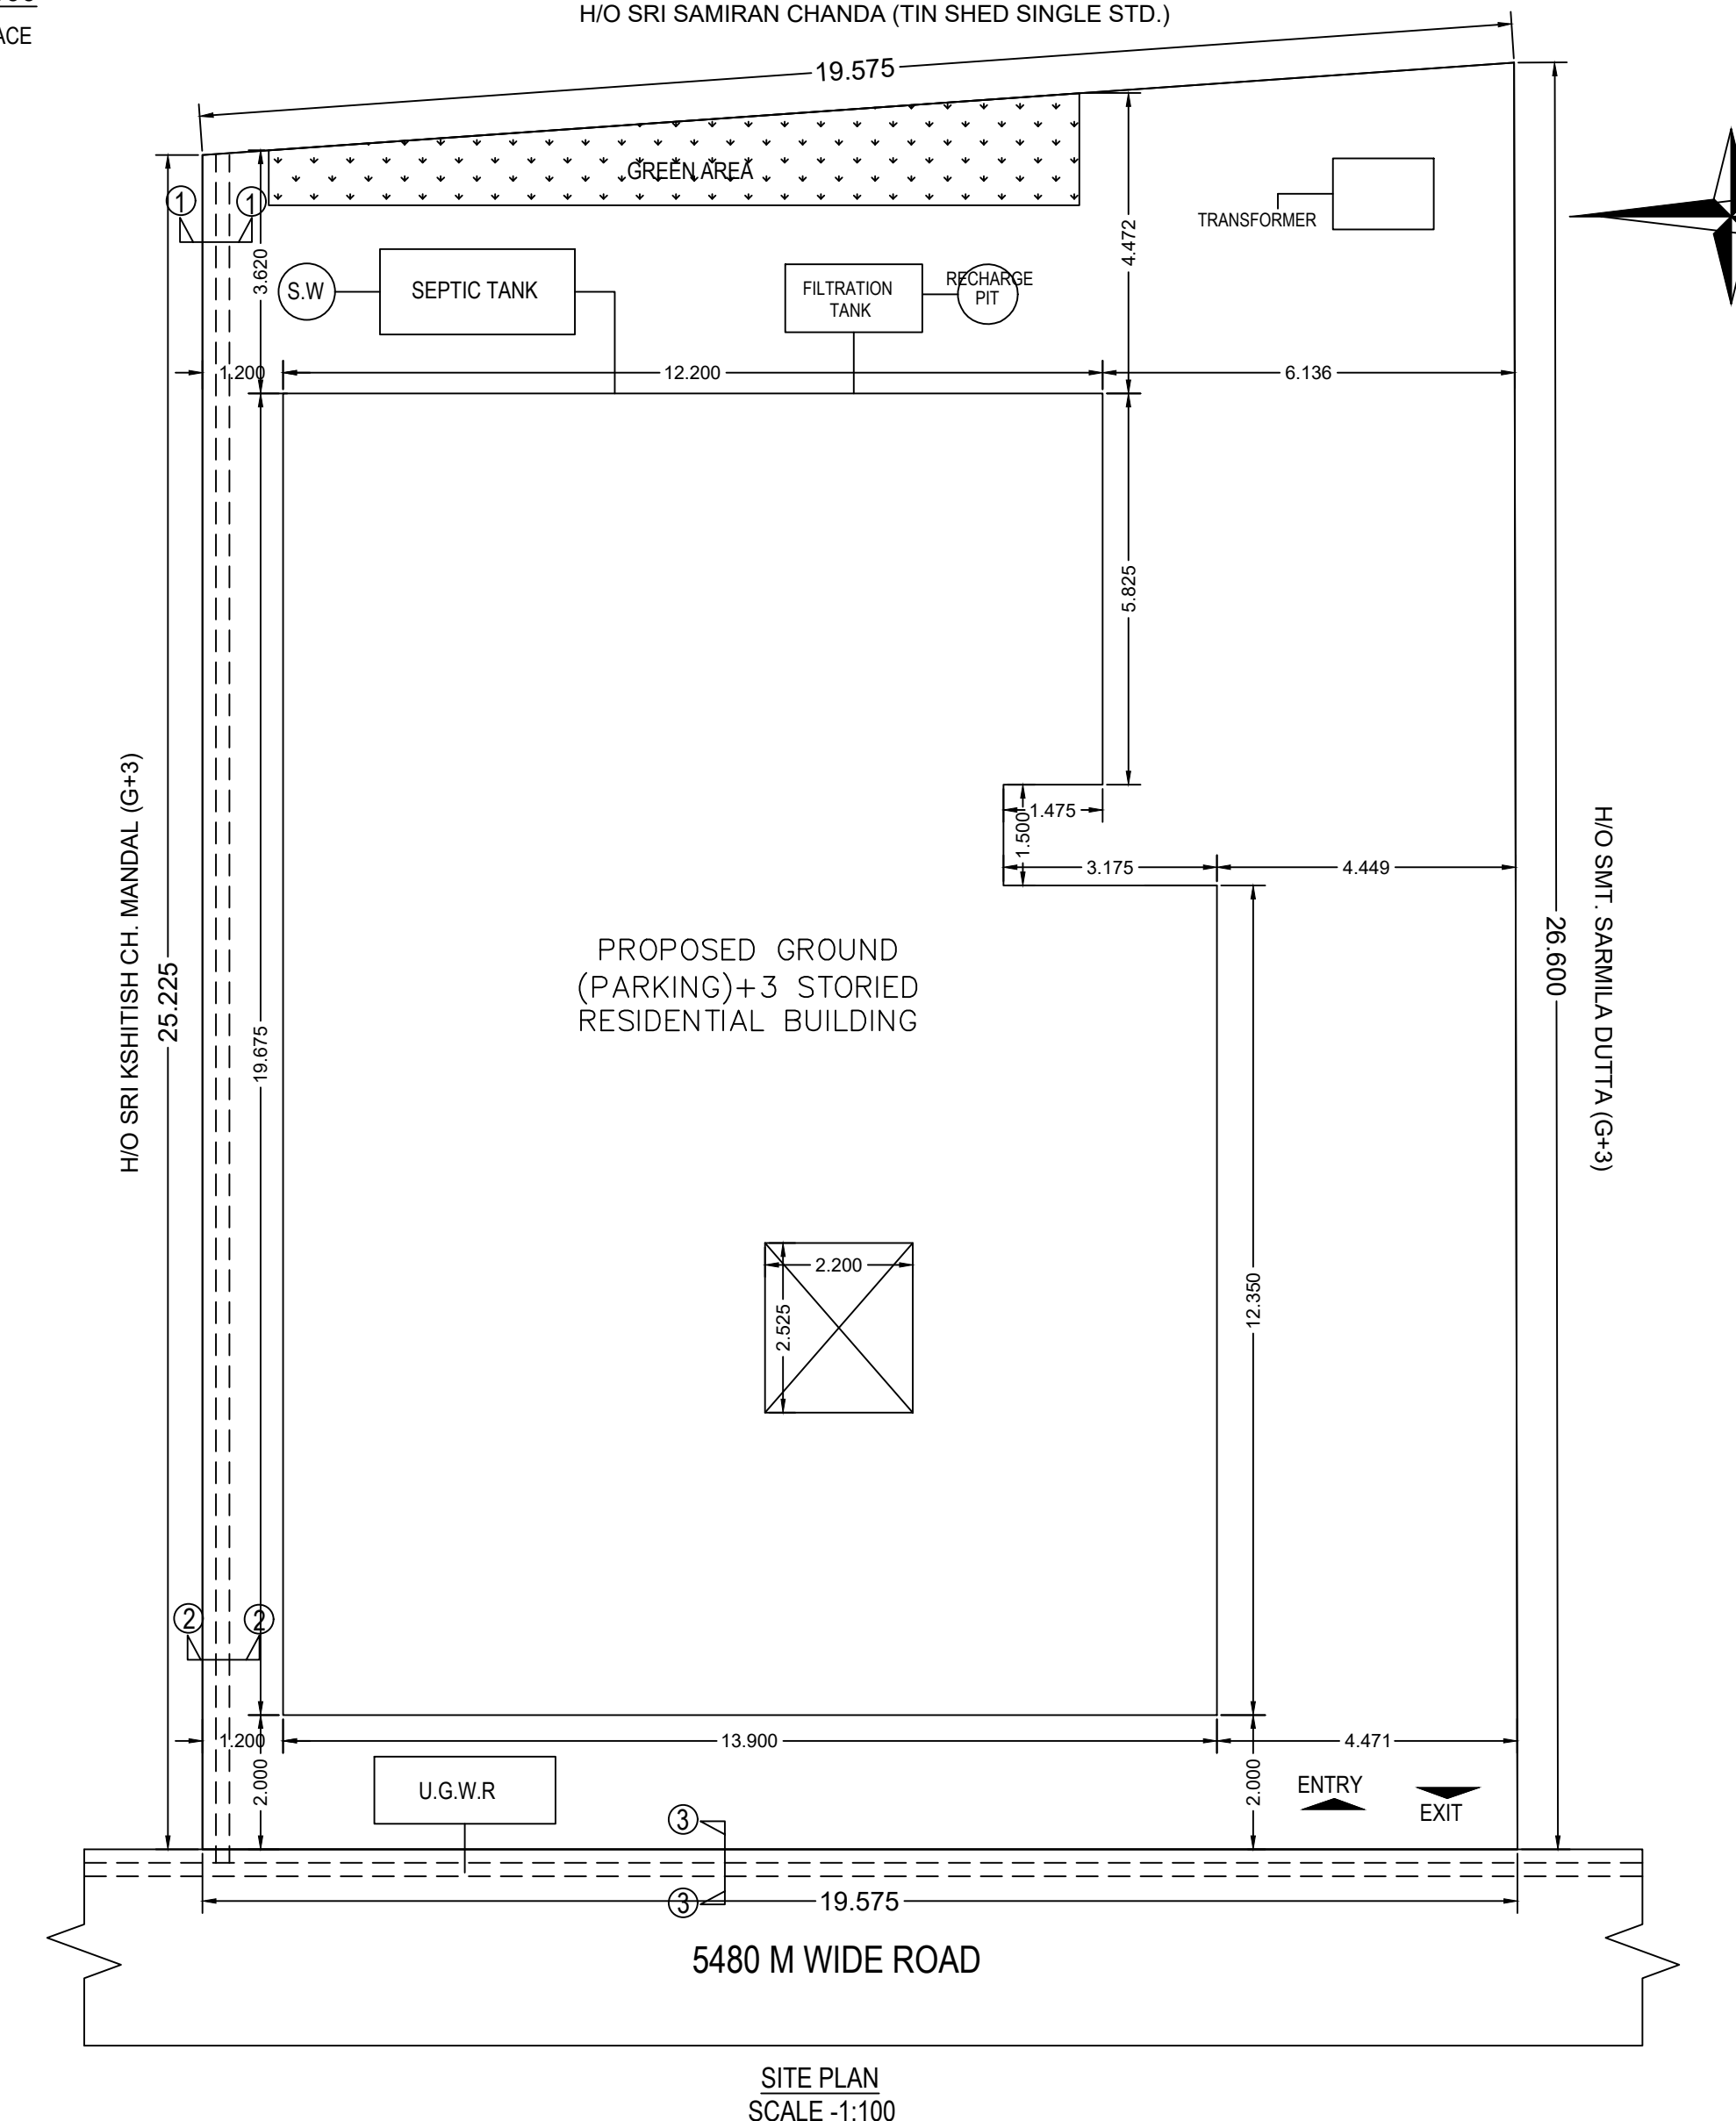 ACE
H/O SRI SAMIRAN CHANDA (TIN SHED SINGLE STD.)
19.575
GREEN AREA
1
1
TRANSFORMER
3.620
4.472
S.W
SEPTIC TANK
FILTRATION
TANK
RECHARGE
PIT
1.200
12.200
6.136
5.825
1.475
1.500
3.175
4.449
H/O SRI KSHITISH CH. MANDAL (G+3)
25.225
19.675
PROPOSED GROUND
(PARKING)+3 STORIED
RESIDENTIAL BUILDING
26.600
H/O SMT. SARMILA DUTTA (G+3)
2.200
2.525
12.350
2
2
1.200
13.900
4.471
2.000
U.G.W.R
2.000
ENTRY
EXIT
3
3
19.575
5480 M WIDE ROAD
SITE PLAN
SCALE -1:100